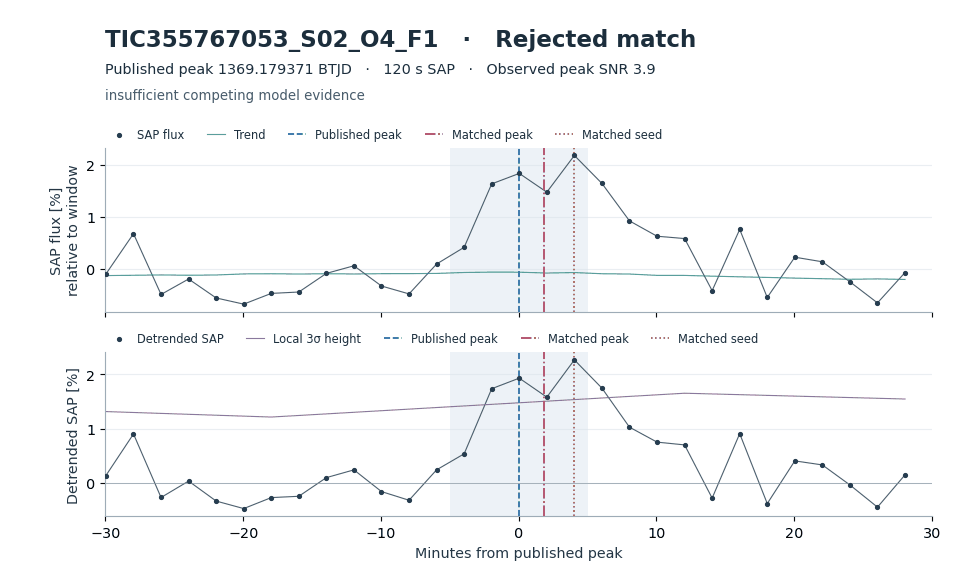 TIC355767053_S02_O4_F1 · Rejected match
Published peak 1369.179371 BTJD · 120 s SAP · Observed peak SNR 3.9
insufficient competing model evidence
SAP flux Trend Published peak Matched peak Matched seed
SAP flux [%]
relative to window
2
1
0
Detrended SAP Local 3σ height Published peak Matched peak Matched seed
Detrended SAP [%]
2
1
0
−30 −20 −10 0 10 20 30
Minutes from published peak